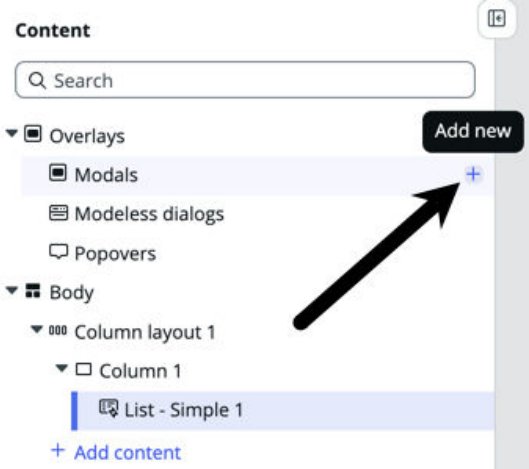 Content
Search
Overlays
Add new
Modals
Modeless dialogs
Popovers
Body
Column layout 1
Column 1
List - Simple 1
+ Add content